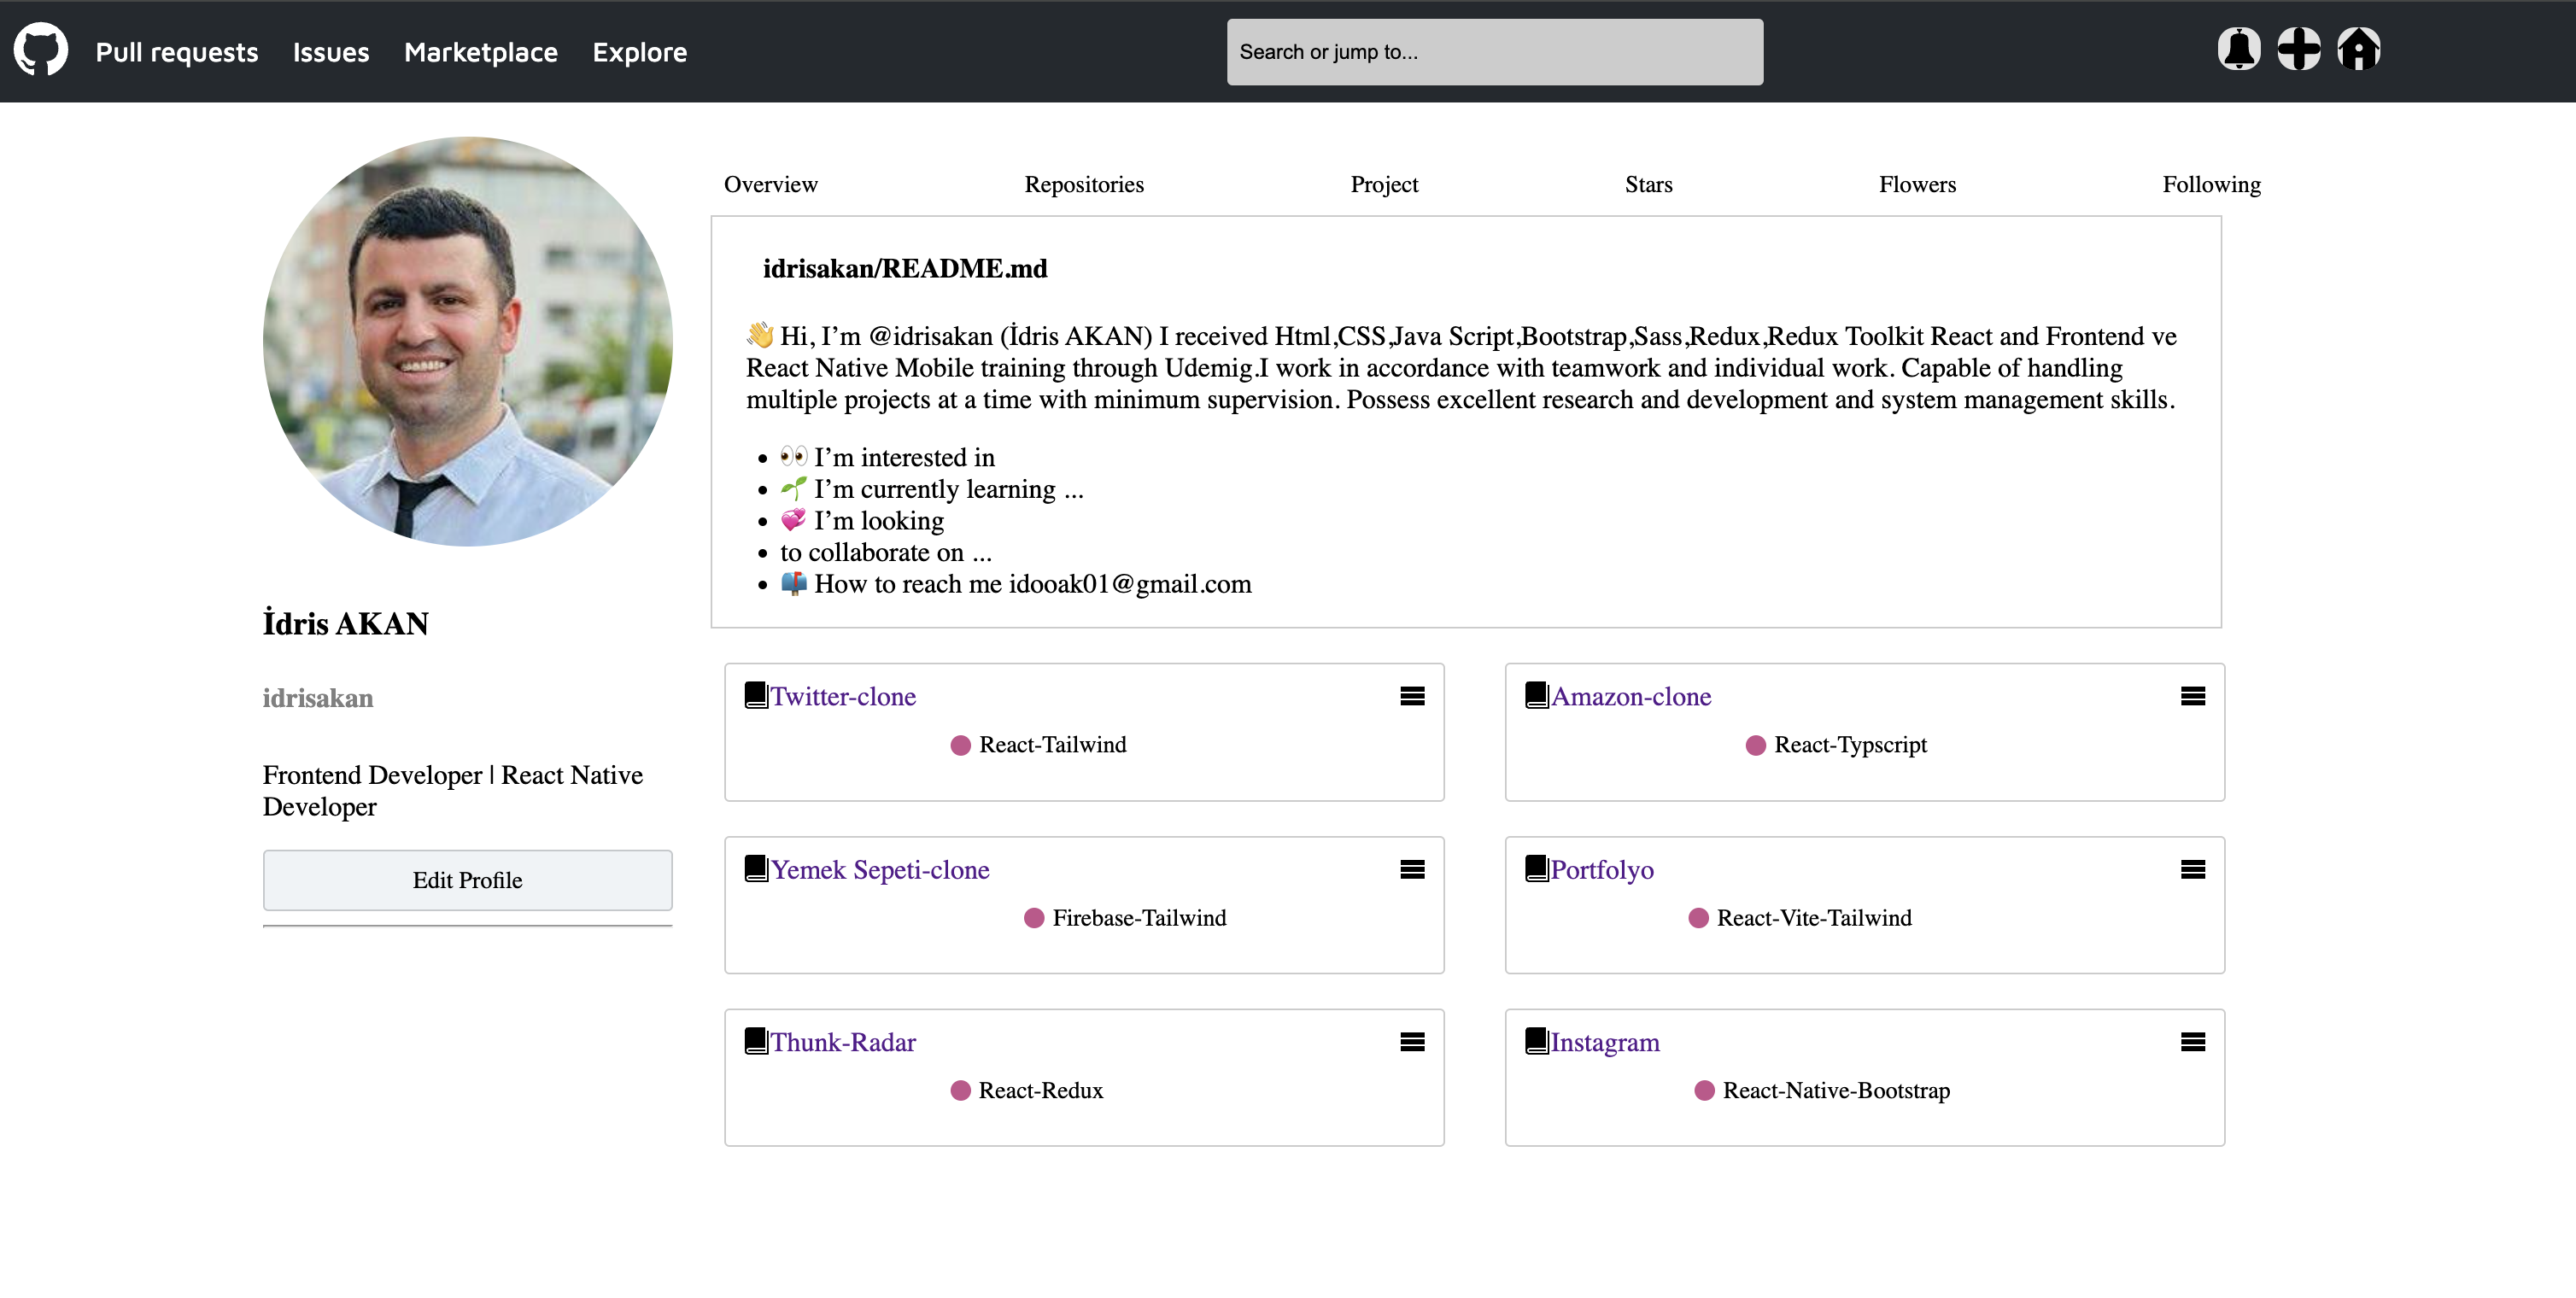 Pull requests Issues Marketplace Explore Search or jump to...
Overview Repositories Project Stars Flowers Following
idrisakan/README.md
👋 Hi, I’m @idrisakan (İdris AKAN) I received Html,CSS,Java Script,Bootstrap,Sass,Redux,Redux Toolkit React and Frontend ve
React Native Mobile training through Udemig.I work in accordance with teamwork and individual work. Capable of handling
multiple projects at a time with minimum supervision. Possess excellent research and development and system management skills.
• 👀 I’m interested in
• 🌱 I’m currently learning ...
• 💞️ I’m looking
• to collaborate on ...
• 📫 How to reach me idooak01@gmail.com
İdris AKAN
idrisakan
Frontend Developer | React Native
Developer
Edit Profile
Twitter-clone
React-Tailwind
Amazon-clone
React-Typscript
Yemek Sepeti-clone
Firebase-Tailwind
Portfolyo
React-Vite-Tailwind
Thunk-Radar
React-Redux
Instagram
React-Native-Bootstrap